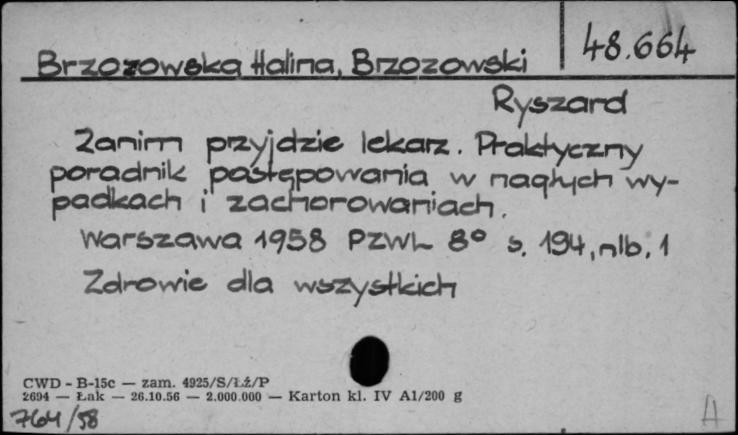 48.664
Brzozowska Halina, Brzozowski
Ryszard
Zanim przyjdzie lekarz. Praktyczny
poradnik postępowania w nagłych wy-
padkach i zachorowaniach.
Warszawa 1958 PZWL 8° s. 194, nlb. 1
Zdrowie dla wszystkich
CWD - B-15c — zam. 4925/S/Łź/P
2694 — Łak — 26.10.56 — 2.000.000 — Karton kl. IV A1/200 g
764/58
A